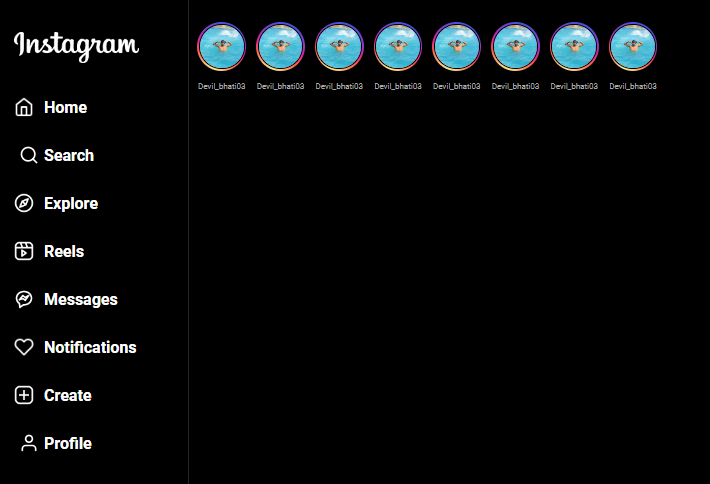 Instagram
Devil_bhati03 Devil_bhati03 Devil_bhati03 Devil_bhati03 Devil_bhati03 Devil_bhati03 Devil_bhati03 Devil_bhati03
Home
Search
Explore
Reels
Messages
Notifications
Create
Profile